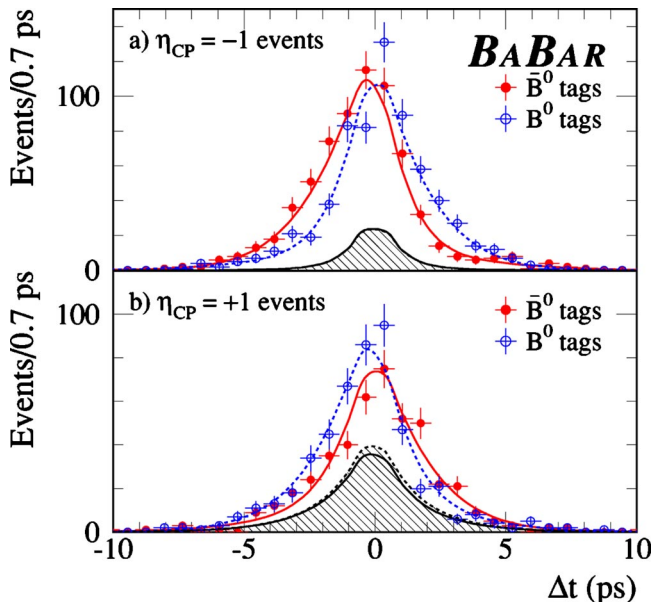 a) η_CP = −1 events
BABAR
B̄⁰ tags
B⁰ tags
Events/0.7 ps
100
0
b) η_CP = +1 events
B̄⁰ tags
B⁰ tags
Events/0.7 ps
100
0
-10 -5 0 5 10
Δt (ps)